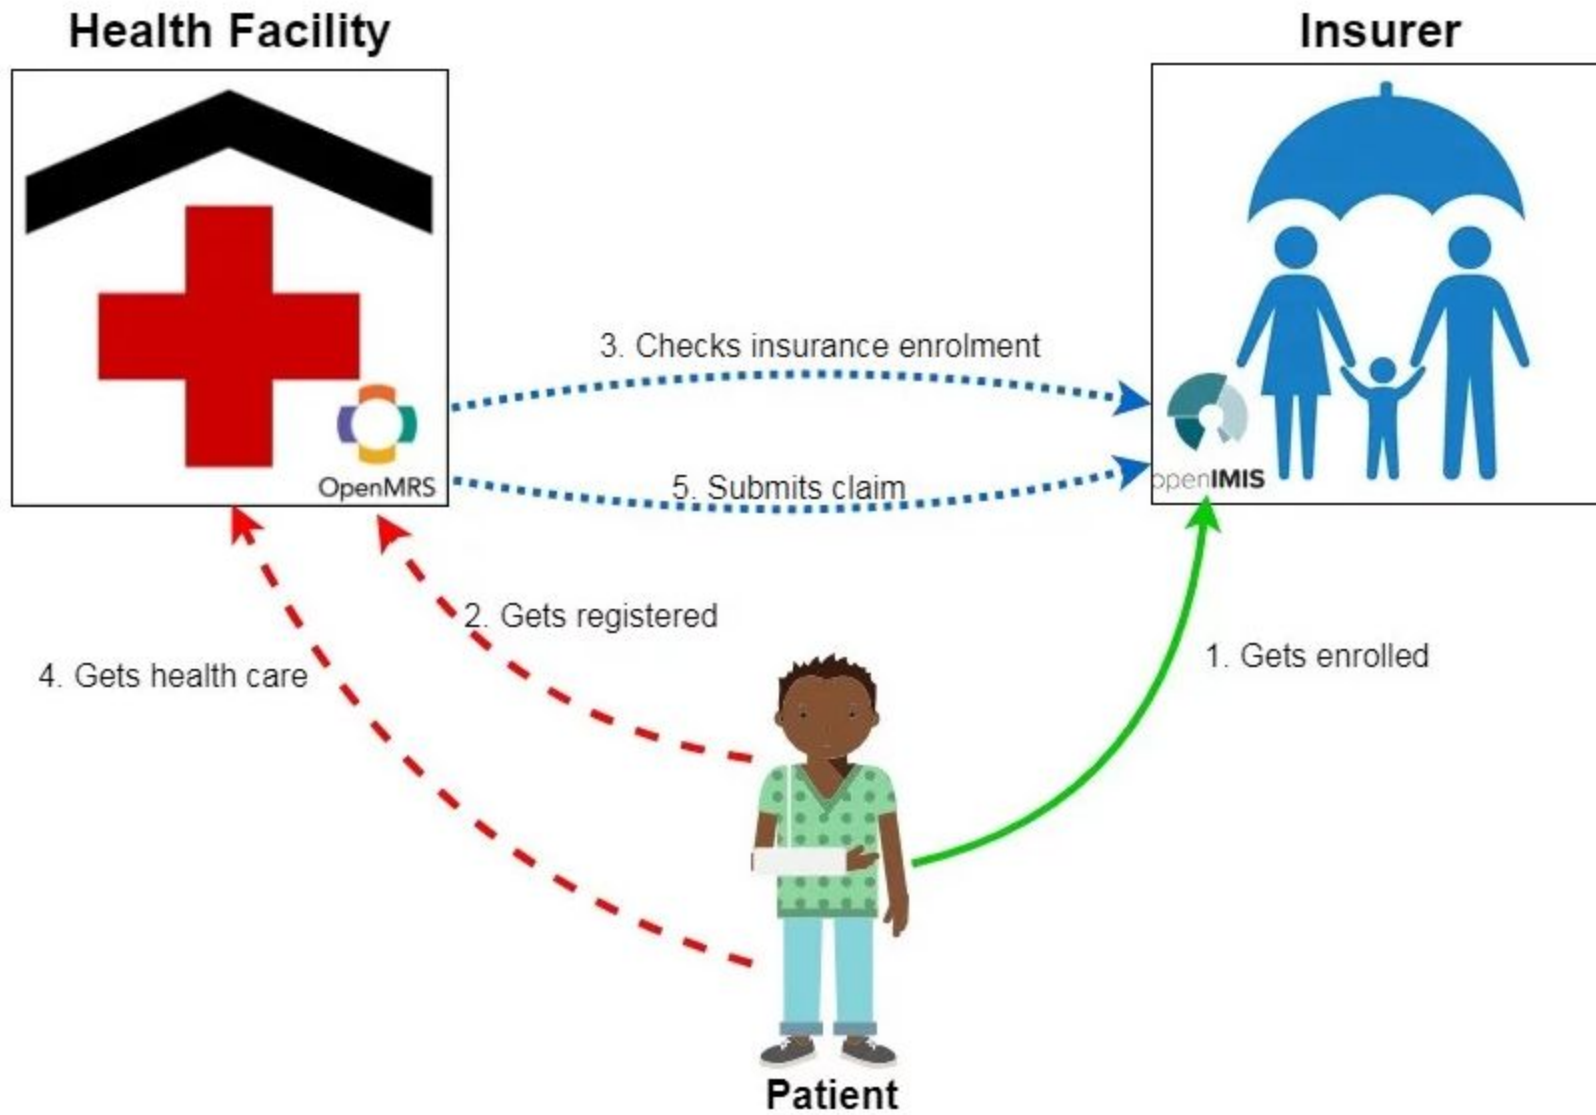 Health Facility
Insurer
3. Checks insurance enrolment
5. Submits claim
OpenMRS
openIMIS
2. Gets registered
4. Gets health care
1. Gets enrolled
Patient